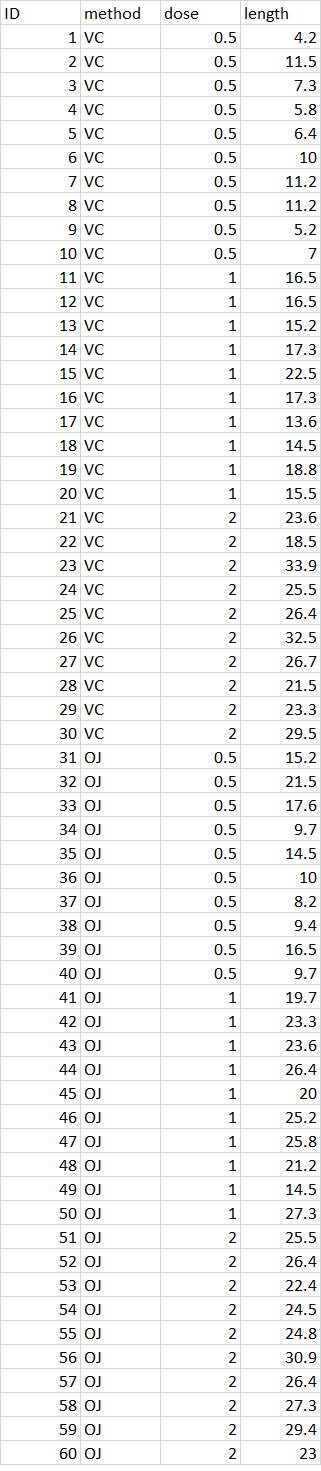 ID method dose length
1 VC 0.5 4.2
2 VC 0.5 11.5
3 VC 0.5 7.3
4 VC 0.5 5.8
5 VC 0.5 6.4
6 VC 0.5 10
7 VC 0.5 11.2
8 VC 0.5 11.2
9 VC 0.5 5.2
10 VC 0.5 7
11 VC 1 16.5
12 VC 1 16.5
13 VC 1 15.2
14 VC 1 17.3
15 VC 1 22.5
16 VC 1 17.3
17 VC 1 13.6
18 VC 1 14.5
19 VC 1 18.8
20 VC 1 15.5
21 VC 2 23.6
22 VC 2 18.5
23 VC 2 33.9
24 VC 2 25.5
25 VC 2 26.4
26 VC 2 32.5
27 VC 2 26.7
28 VC 2 21.5
29 VC 2 23.3
30 VC 2 29.5
31 OJ 0.5 15.2
32 OJ 0.5 21.5
33 OJ 0.5 17.6
34 OJ 0.5 9.7
35 OJ 0.5 14.5
36 OJ 0.5 10
37 OJ 0.5 8.2
38 OJ 0.5 9.4
39 OJ 0.5 16.5
40 OJ 0.5 9.7
41 OJ 1 19.7
42 OJ 1 23.3
43 OJ 1 23.6
44 OJ 1 26.4
45 OJ 1 20
46 OJ 1 25.2
47 OJ 1 25.8
48 OJ 1 21.2
49 OJ 1 14.5
50 OJ 1 27.3
51 OJ 2 25.5
52 OJ 2 26.4
53 OJ 2 22.4
54 OJ 2 24.5
55 OJ 2 24.8
56 OJ 2 30.9
57 OJ 2 26.4
58 OJ 2 27.3
59 OJ 2 29.4
60 OJ 2 23